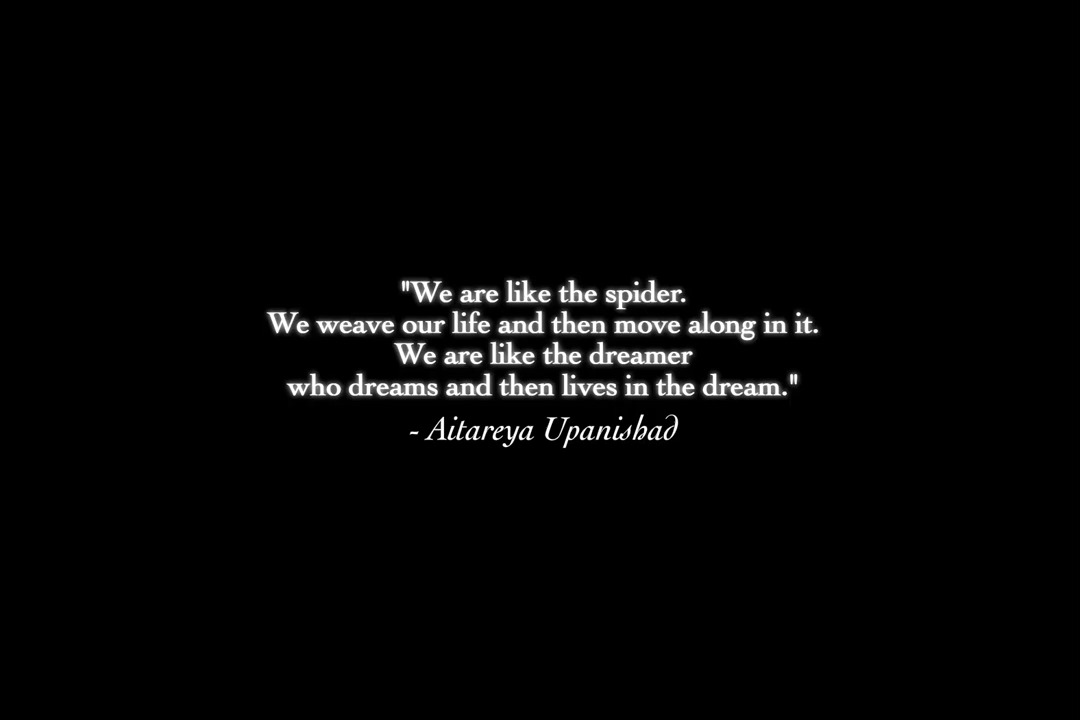 "We are like the spider.
We weave our life and then move along in it.
We are like the dreamer
who dreams and then lives in the dream."
- Aitareya Upanishad